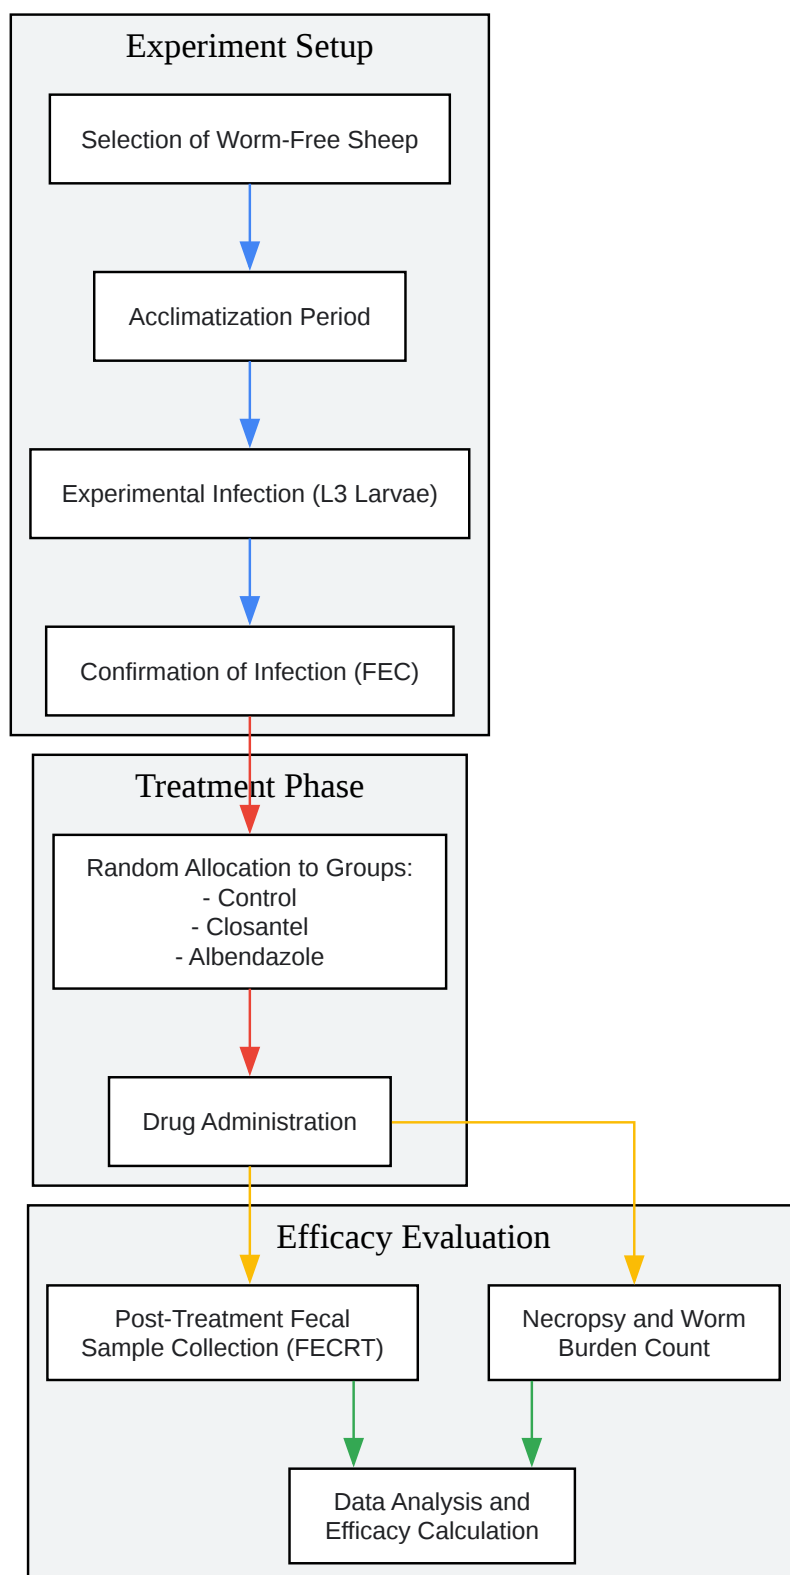 Experiment Setup
Selection of Worm-Free Sheep
Acclimatization Period
Experimental Infection (L3 Larvae)
Confirmation of Infection (FEC)
Treatment Phase
Random Allocation to Groups:
- Control
- Closantel
- Albendazole
Drug Administration
Efficacy Evaluation
Post-Treatment Fecal
Sample Collection (FECRT)
Necropsy and Worm
Burden Count
Data Analysis and
Efficacy Calculation